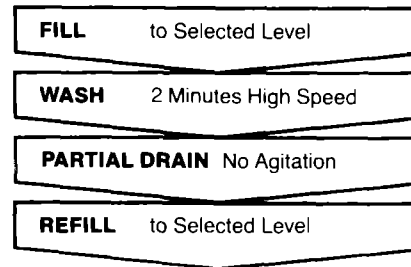 FILL to Selected Level
WASH 2 Minutes High Speed
PARTIAL DRAIN No Agitation
REFILL to Selected Level